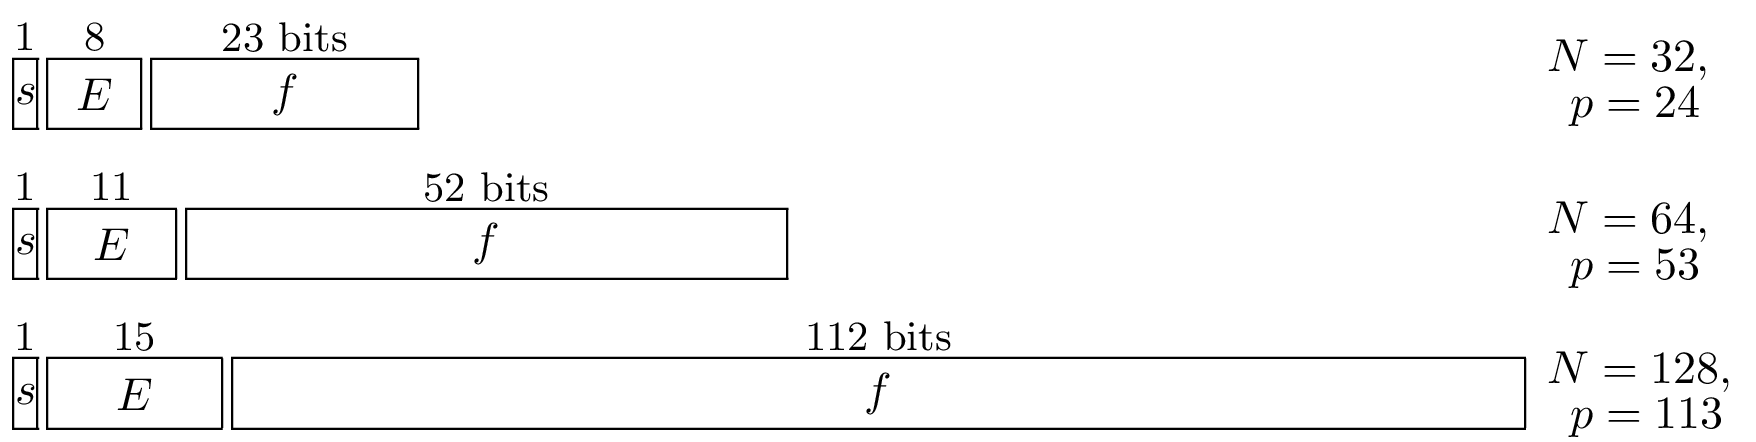 1 8 23 bits
s E f N = 32,
p = 24
1 11 52 bits
s E f N = 64,
p = 53
1 15 112 bits
s E f N = 128,
p = 113